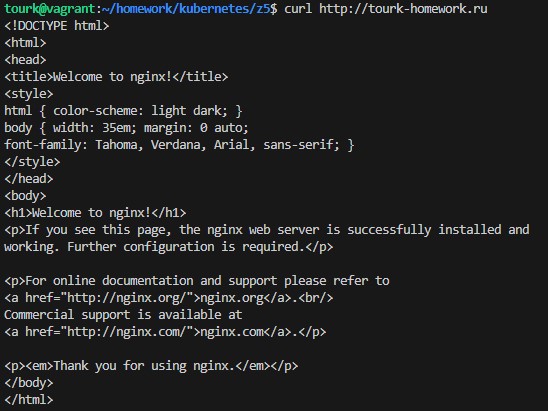 tourk@vagrant:~/homework/kubernetes/z5$ curl http://tourk-homework.ru
<!DOCTYPE html>
<html>
<head>
<title>Welcome to nginx!</title>
<style>
html { color-scheme: light dark; }
body { width: 35em; margin: 0 auto;
font-family: Tahoma, Verdana, Arial, sans-serif; }
</style>
</head>
<body>
<h1>Welcome to nginx!</h1>
<p>If you see this page, the nginx web server is successfully installed and
working. Further configuration is required.</p>

<p>For online documentation and support please refer to
<a href="http://nginx.org/">nginx.org</a>.<br/>
Commercial support is available at
<a href="http://nginx.com/">nginx.com</a>.</p>

<p><em>Thank you for using nginx.</em></p>
</body>
</html>